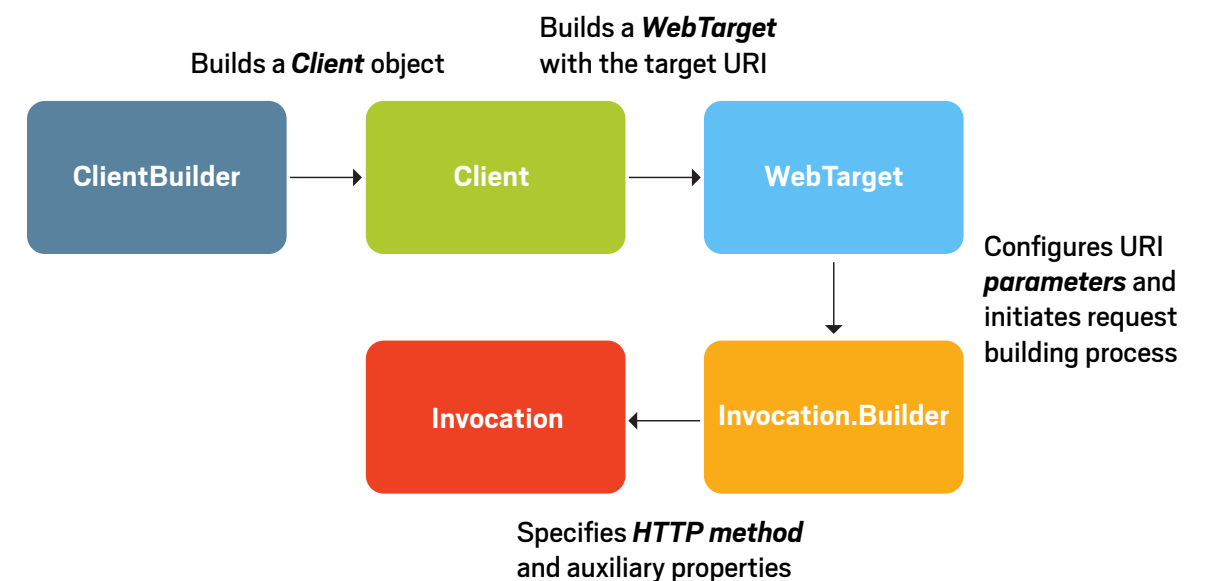 Builds a Client object
Builds a WebTarget
with the target URI
ClientBuilder
Client
WebTarget
Configures URI
parameters and
initiates request
building process
Invocation
Invocation.Builder
Specifies HTTP method
and auxiliary properties